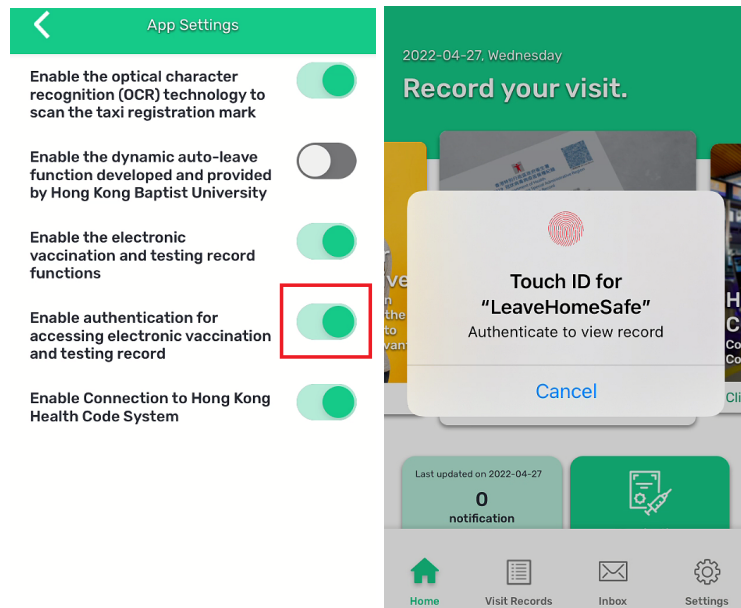 App Settings
Enable the optical character
recognition (OCR) technology to
scan the taxi registration mark
Enable the dynamic auto-leave
function developed and provided
by Hong Kong Baptist University
Enable the electronic
vaccination and testing record
functions
Enable authentication for
accessing electronic vaccination
and testing record
Enable Connection to Hong Kong
Health Code System
2022-04-27, Wednesday
Record your visit.
Touch ID for
“LeaveHomeSafe”
Authenticate to view record
Cancel
Last updated on 2022-04-27
0
notification
Home
Visit Records
Inbox
Settings